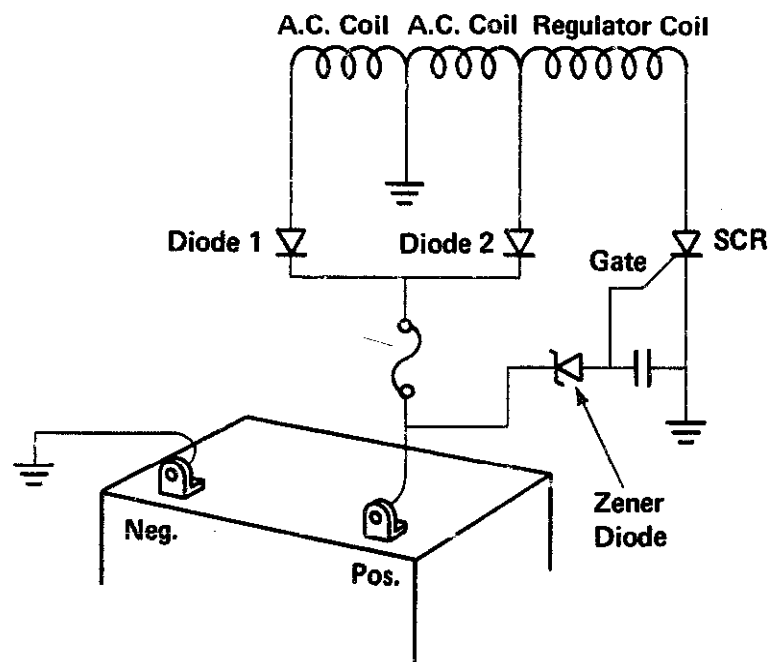 A.C. Coil A.C. Coil Regulator Coil
Diode 1
Diode 2
SCR
Gate
Zener
Diode
Neg.
Pos.